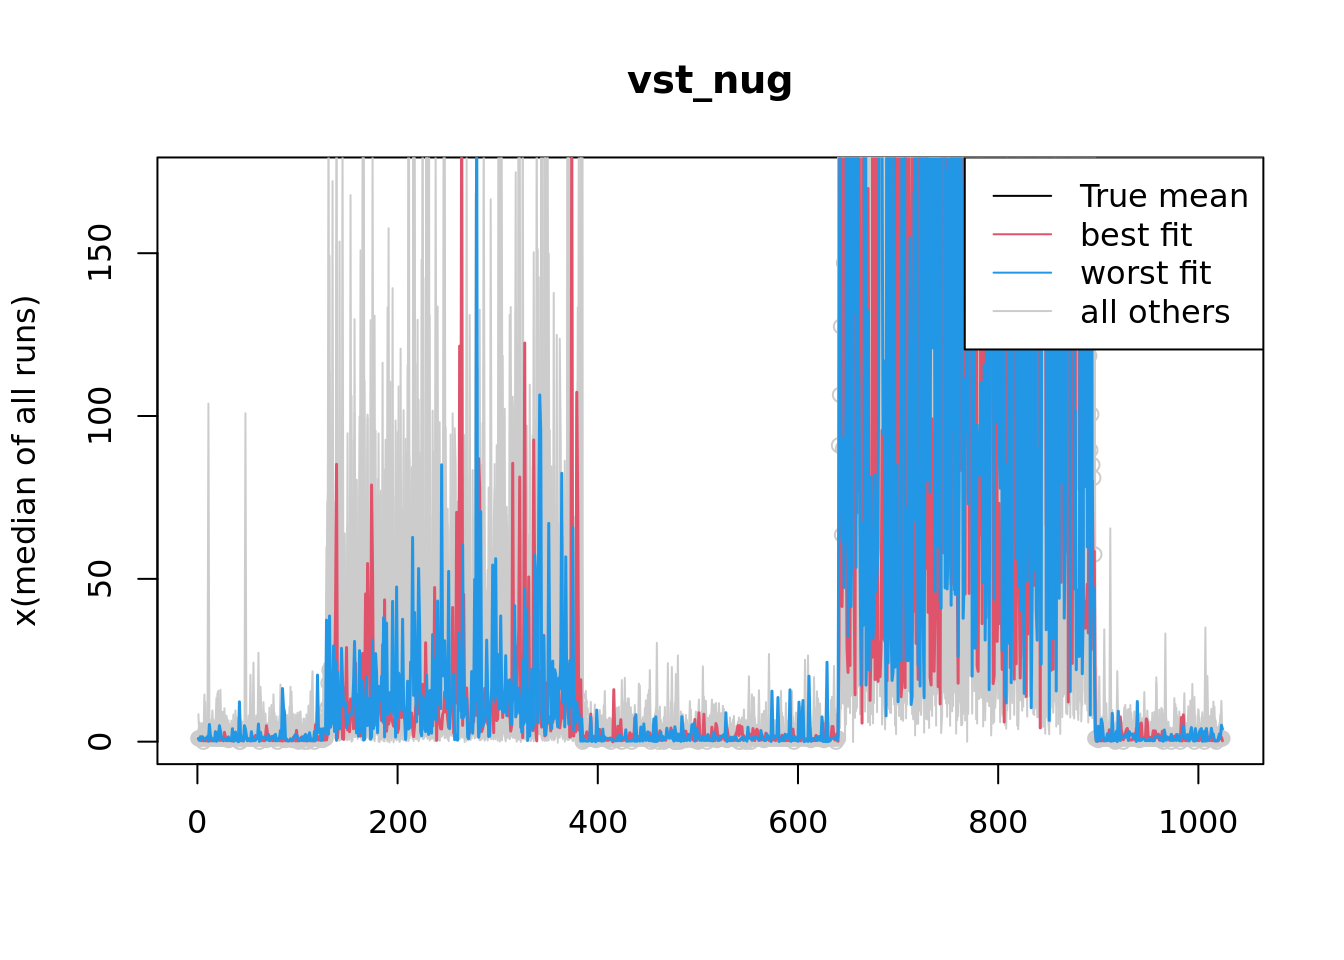 vst_nug
x(median of all runs)
150
100
50
0
True mean
best fit
worst fit
all others
0 200 400 600 800 1000